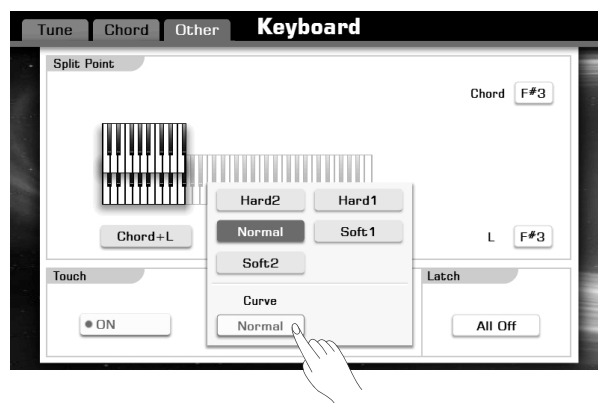 Tune Chord Other Keyboard
Split Point
Chord F#3
Hard2 Hard1
Chord+L Normal Soft1 L F#3
Soft2
Touch Latch
Curve
ON Normal All Off